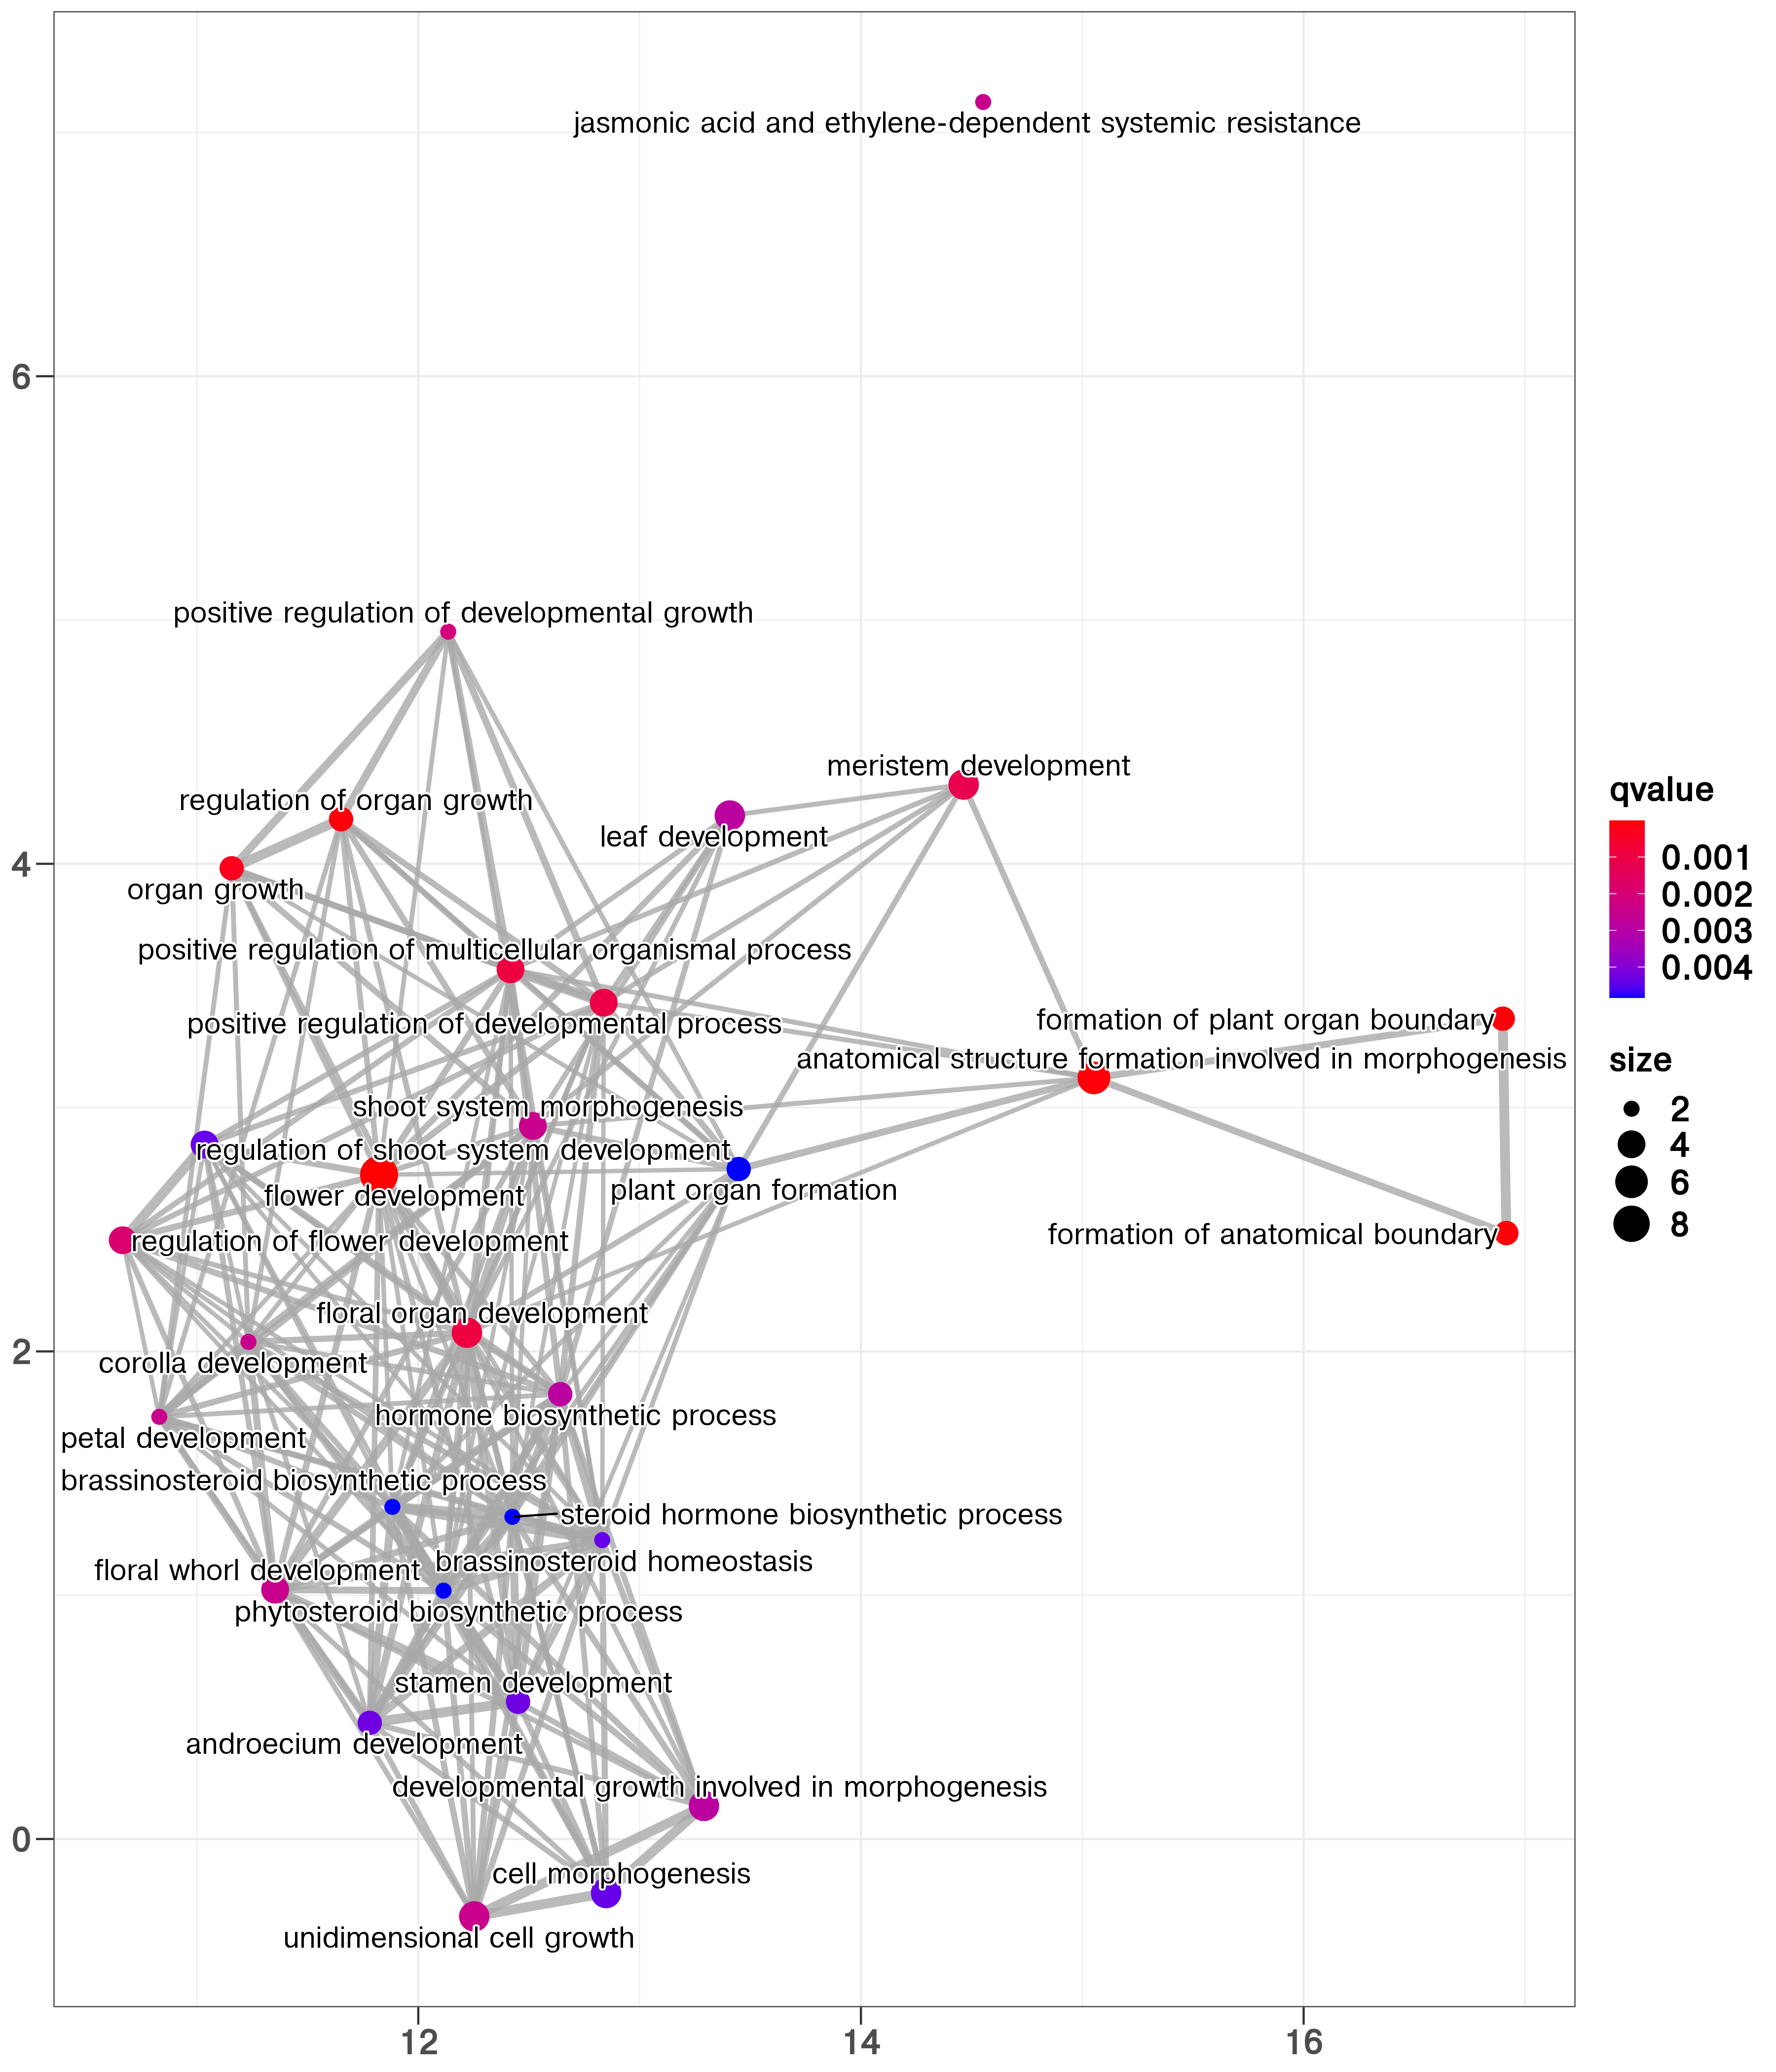 jasmonic acid and ethylene-dependent systemic resistance
6
positive regulation of developmental growth
meristem development
regulation of organ growth
leaf development
4
organ growth
positive regulation of multicellular organismal process
positive regulation of developmental process
formation of plant organ boundary
anatomical structure formation involved in morphogenesis
shoot system morphogenesis
regulation of shoot system development
plant organ formation
flower development
formation of anatomical boundary
regulation of flower development
floral organ development
2
corolla development
hormone biosynthetic process
petal development
brassinosteroid biosynthetic process
steroid hormone biosynthetic process
brassinosteroid homeostasis
floral whorl development
phytosteroid biosynthetic process
stamen development
androecium development
developmental growth involved in morphogenesis
0
cell morphogenesis
unidimensional cell growth
12 14 16
qvalue
0.001
0.002
0.003
0.004
size
2
4
6
8